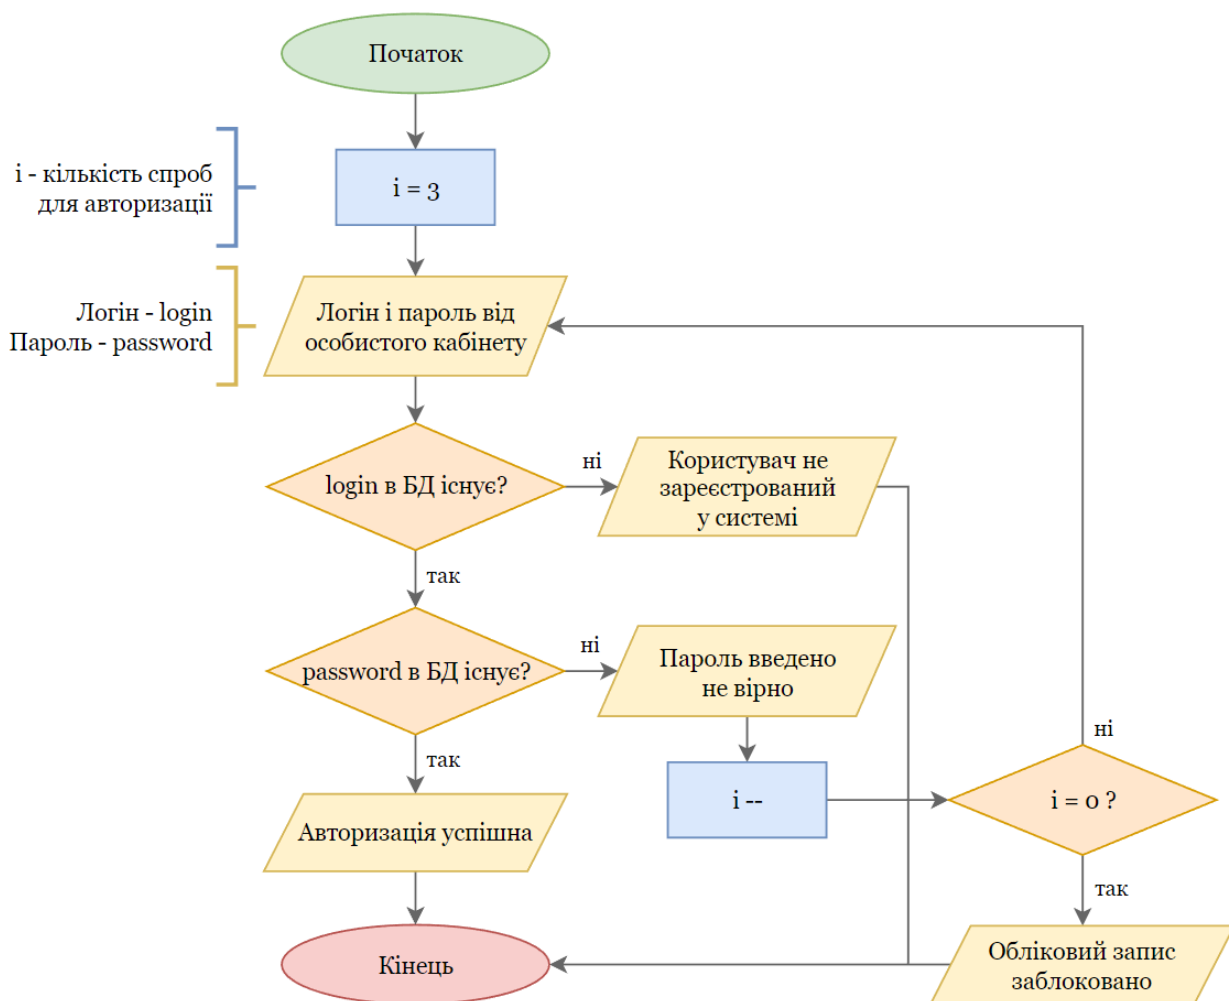 Початок
і - кількість спроб
для авторизації
і = 3
Логін - login
Пароль - password
Логін і пароль від
особистого кабінету
login в БД існує?
ні
Користувач не
зареєстрований
у системі
так
password в БД існує?
ні
Пароль введено
не вірно
ні
так
і --
і = 0 ?
Авторизація успішна
так
Кінець
Обліковий запис
заблоковано